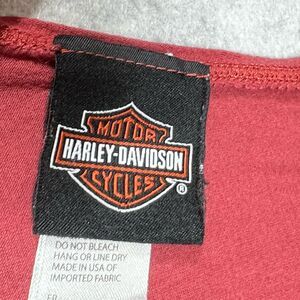 MOTOR
HARLEY-DAVIDSON
CYCLES
®
DO NOT BLEACH
HANG OR LINE DRY
MADE IN USA OF
IMPORTED FABRIC